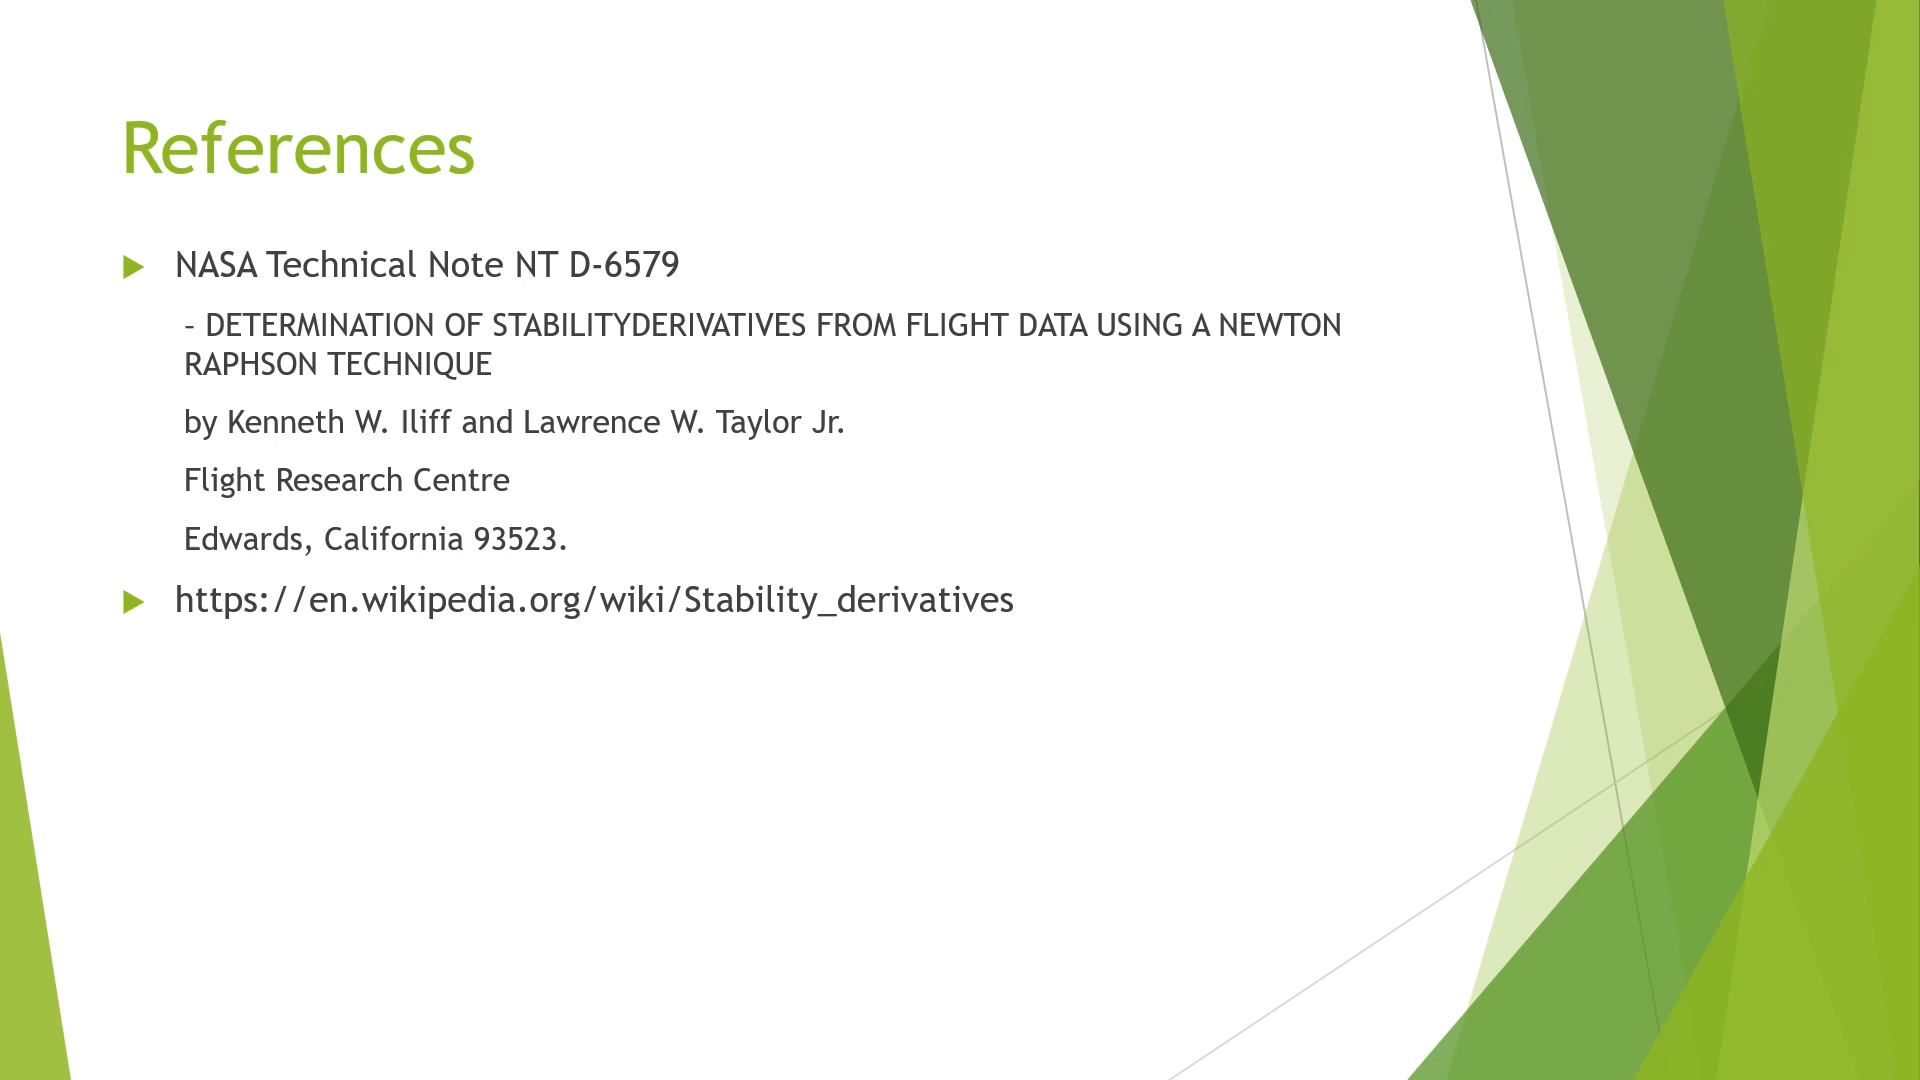 References
NASA Technical Note NT D-6579
– DETERMINATION OF STABILITYDERIVATIVES FROM FLIGHT DATA USING A NEWTON
RAPHSON TECHNIQUE
by Kenneth W. Iliff and Lawrence W. Taylor Jr.
Flight Research Centre
Edwards, California 93523.
https://en.wikipedia.org/wiki/Stability_derivatives